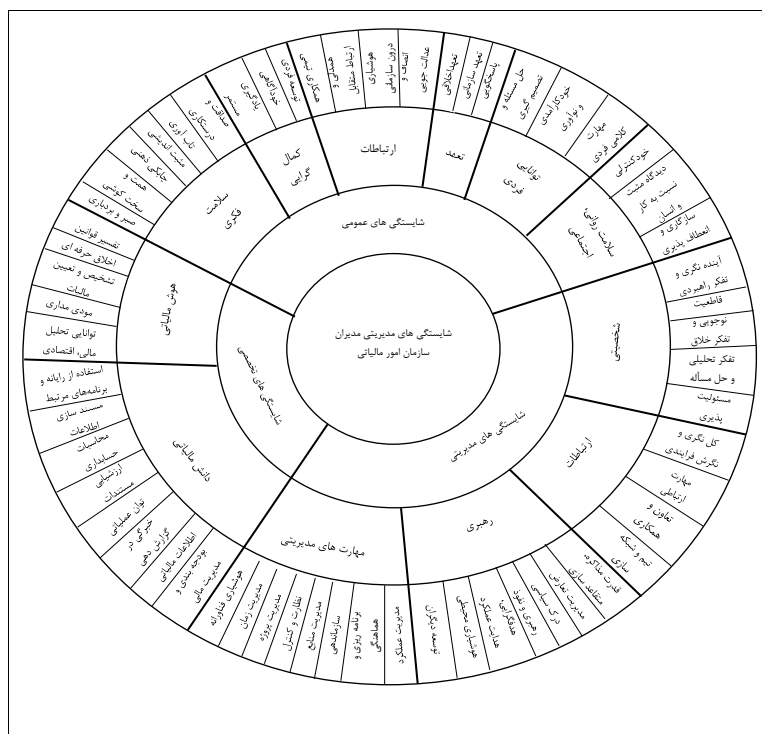 شایستگی های مدیریتی مدیران
سازمان امور مالیاتی
شایستگی های عمومی
شایستگی های مدیریتی
شایستگی های تخصصی
سلامت
فکری
کمال
گرایی
ارتباطات
تعهد
توانایی
فردی
سلامت روانی،
اجتماعی
شخصیتی
ارتباطات
رهبری
مهارت های مدیریتی
دانش مالیاتی
هوش مالیاتی
صبر و بردباری
سخت کوشی
همت و
چابکی ذهنی
مثبت اندیشی
تاب آوری
درستکاری
صداقت و
مستمر
یادگیری
خودآگاهی
توسعه فردی
همکاری تیمی
همدلی و
ارتباط متقابل
هوشیاری
درون سازمانی
انصاف و
عدالت جویی
تعهداخلاقی
تعهد سازمانی
پاسخگویی
حل مسئله و
تصمیم گیری
خودکارآمدی
و نوآوری
مهارت
کلامی فردی
خودکنترلی
دیدگاه مثبت
نسبت به کار
و انسان
سازگاری و
انعطاف پذیری
آینده نگری و
تفکر راهبردی
قاطعیت
نوجویی و
تفکر خلاق
تفکر تحلیلی
و حل مسأله
مسئولیت
پذیری
کل نگری و
نگرش فرایندی
مهارت
ارتباطی
تعاون و
همکاری
تیم و شبکه
سازی
قدرت مذاکره،
متقاعد سازی
مدیریت تعارض
درک سیاسی
رهبری و نفوذ
هدفگرایی،
هدایت عملکرد
هوشیاری محیطی
توسعه دیگران
مدیریت عملکرد
هماهنگی
برنامه ریزی و
سازماندهی
مدیریت منابع
نظارت و کنترل
مدیریت پروژه
مدیریت زمان
هوشیاری فناورانه
مدیریت مالی
بودجه بندی و
اطلاعات مالیاتی
گزارش دهی
خبرگی در
توان عملیاتی
مستندات
ارزشیابی
حسابداری
محاسبات
اطلاعات
مستند سازی
استفاده از رایانه و
برنامه‌های مرتبط
توانایی تحلیل
مالی، اقتصادی
مودی مداری
تشخیص و تعیین
مالیات
اخلاق حرفه ای
تفسیر قوانین